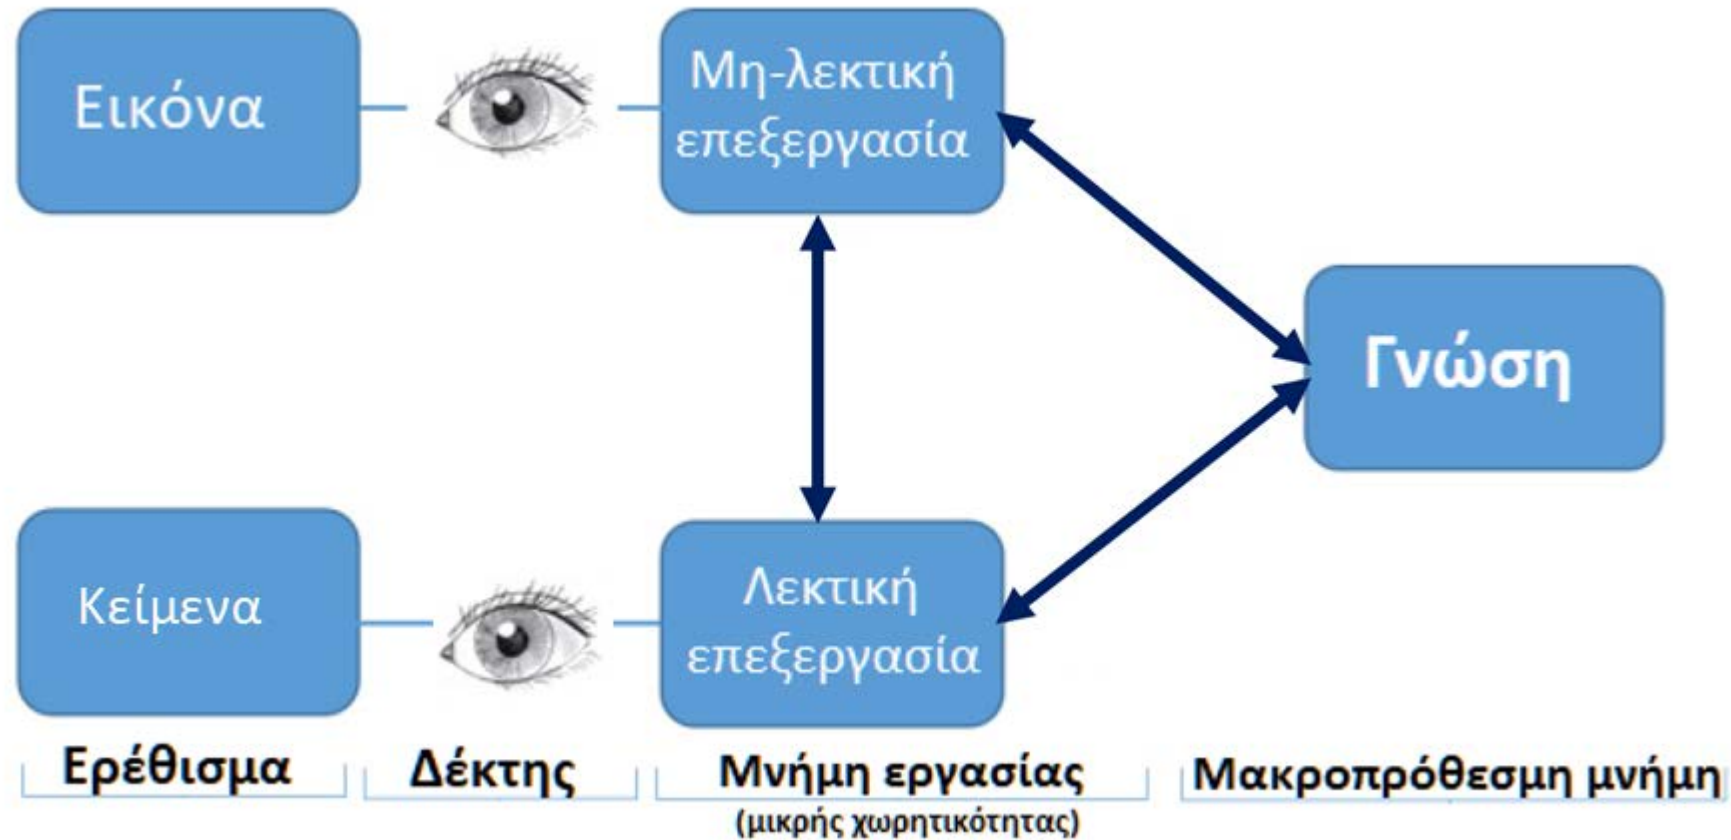 Εικόνα
Μη-λεκτική
επεξεργασία
Γνώση
Κείμενα
Λεκτική
επεξεργασία
Ερέθισμα
Δέκτης
Μνήμη εργασίας
(μικρής χωρητικότητας)
Μακροπρόθεσμη μνήμη